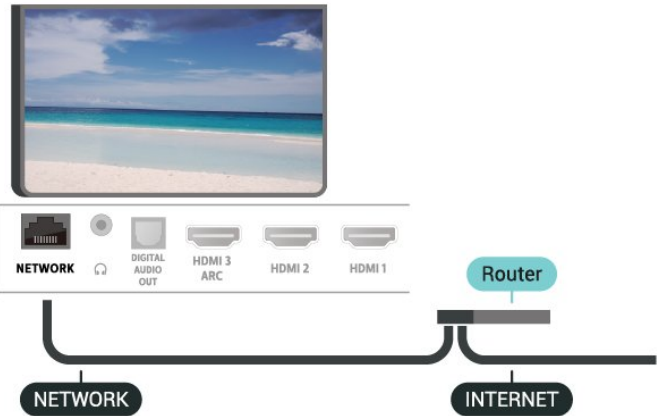 NETWORK
DIGITAL
AUDIO
OUT
HDMI 3
ARC
HDMI 2
HDMI 1
Router
NETWORK
INTERNET